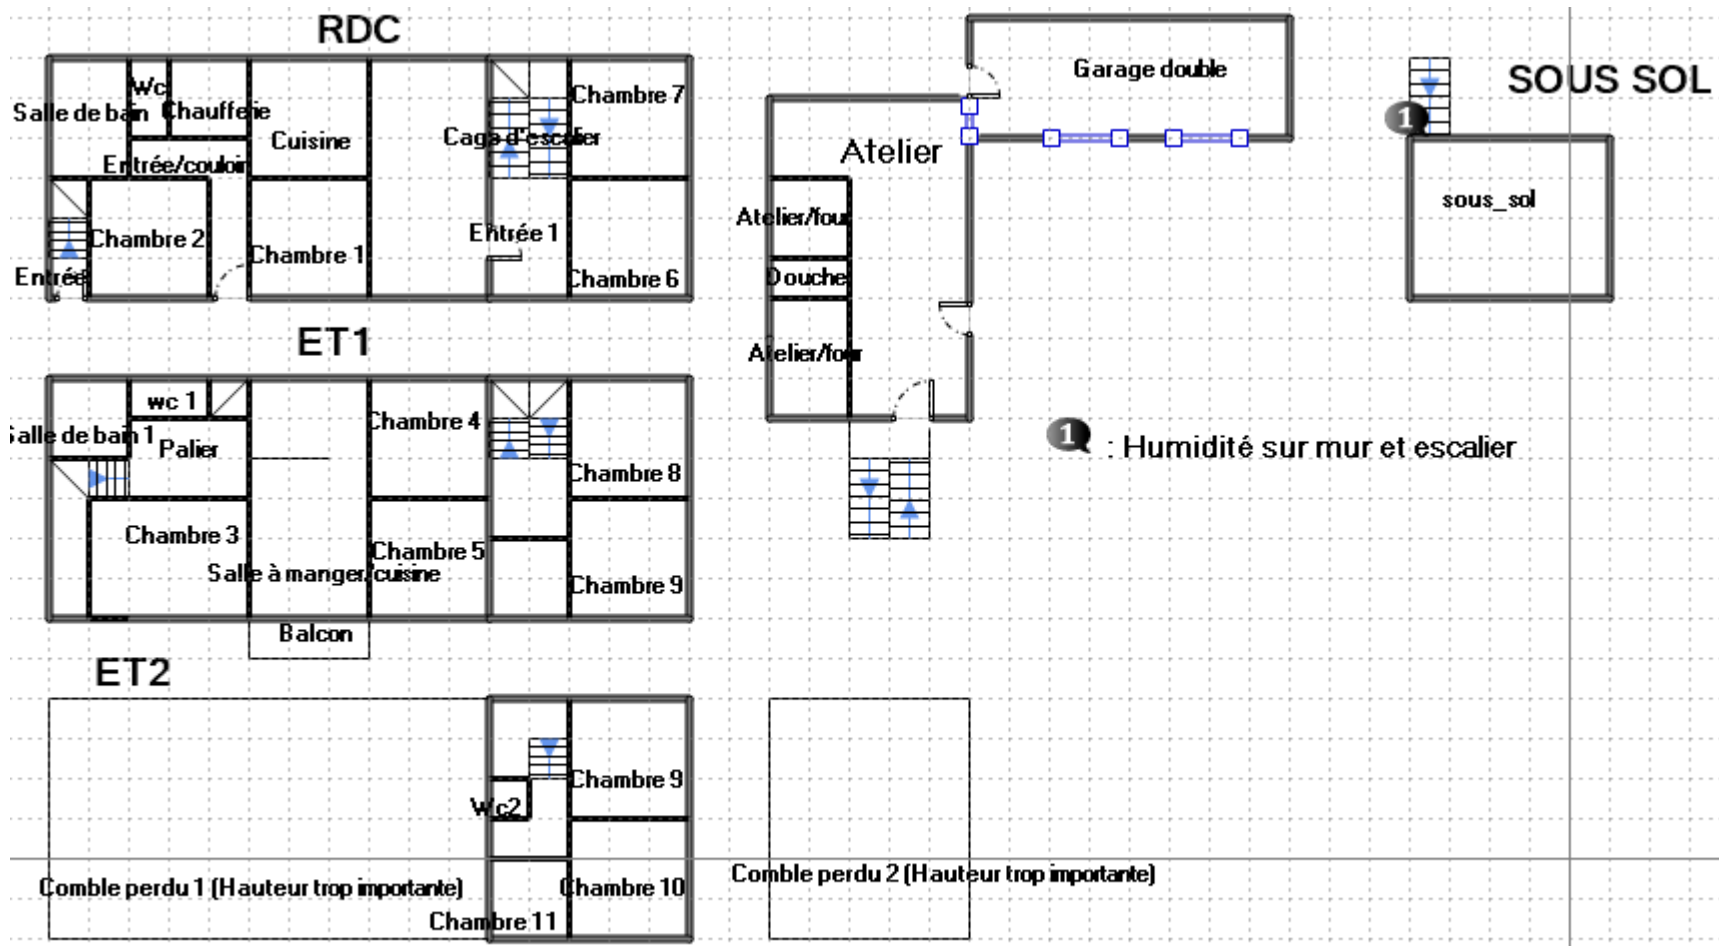 RDC
Wc
Salle de bain
Chaufferie
Cuisine
Entrée/couloir
Caga d'escalier
Chambre 7
Chambre 2
Chambre 1
Entrée 1
Entrée
Chambre 6
Garage double
Atelier
Atelier/four
Douche
Atelier/four
SOUS SOL
1
sous_sol
ET1
wc 1
Salle de bain 1
Palier
Chambre 4
Chambre 8
Chambre 3
Chambre 5
Salle à manger/cuisine
Chambre 9
Balcon
1 : Humidité sur mur et escalier
ET2
Chambre 9
Wc2
Comble perdu 1 (Hauteur trop importante)
Chambre 10
Chambre 11
Comble perdu 2 (Hauteur trop importante)